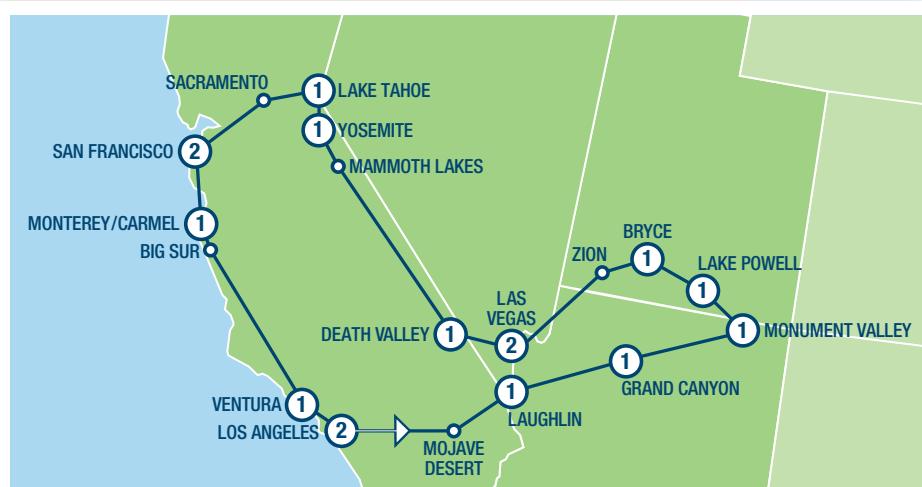 SACRAMENTO
1 LAKE TAHOE
1 YOSEMITE
SAN FRANCISCO 2
MAMMOTH LAKES
MONTEREY/CARMEL 1
BIG SUR
BRYCE
1
ZION
LAKE POWELL
1
LAS
VEGAS
2
DEATH VALLEY 1
1 MONUMENT VALLEY
1
GRAND CANYON
1
LAUGHLIN
VENTURA 1
LOS ANGELES 2
MOJAVE
DESERT